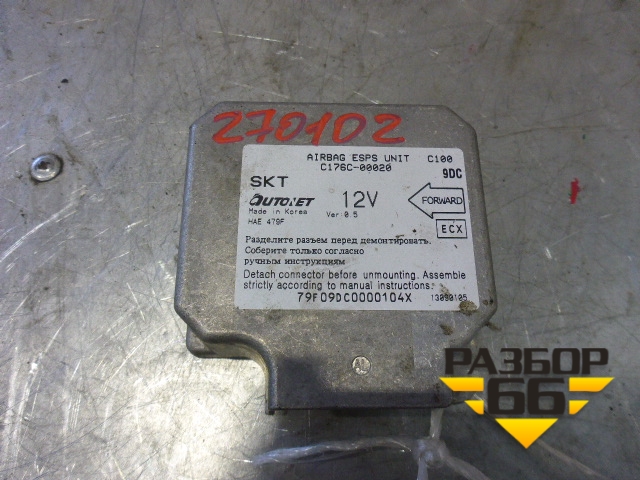 270102
AIRBAG ESPS UNIT C100
C176C-00020 9DC
SKT
AUTONET 12V FORWARD
Made in Korea Ver 0.5
HAE 479F ECX
Разделите разъем перед демонтировать.
Соберите только согласно
ручным инструкциям
Detach connector before unmounting. Assemble
strictly according to manual instructions.
79F09DC0000104X 13090105
РАЗБОР
66